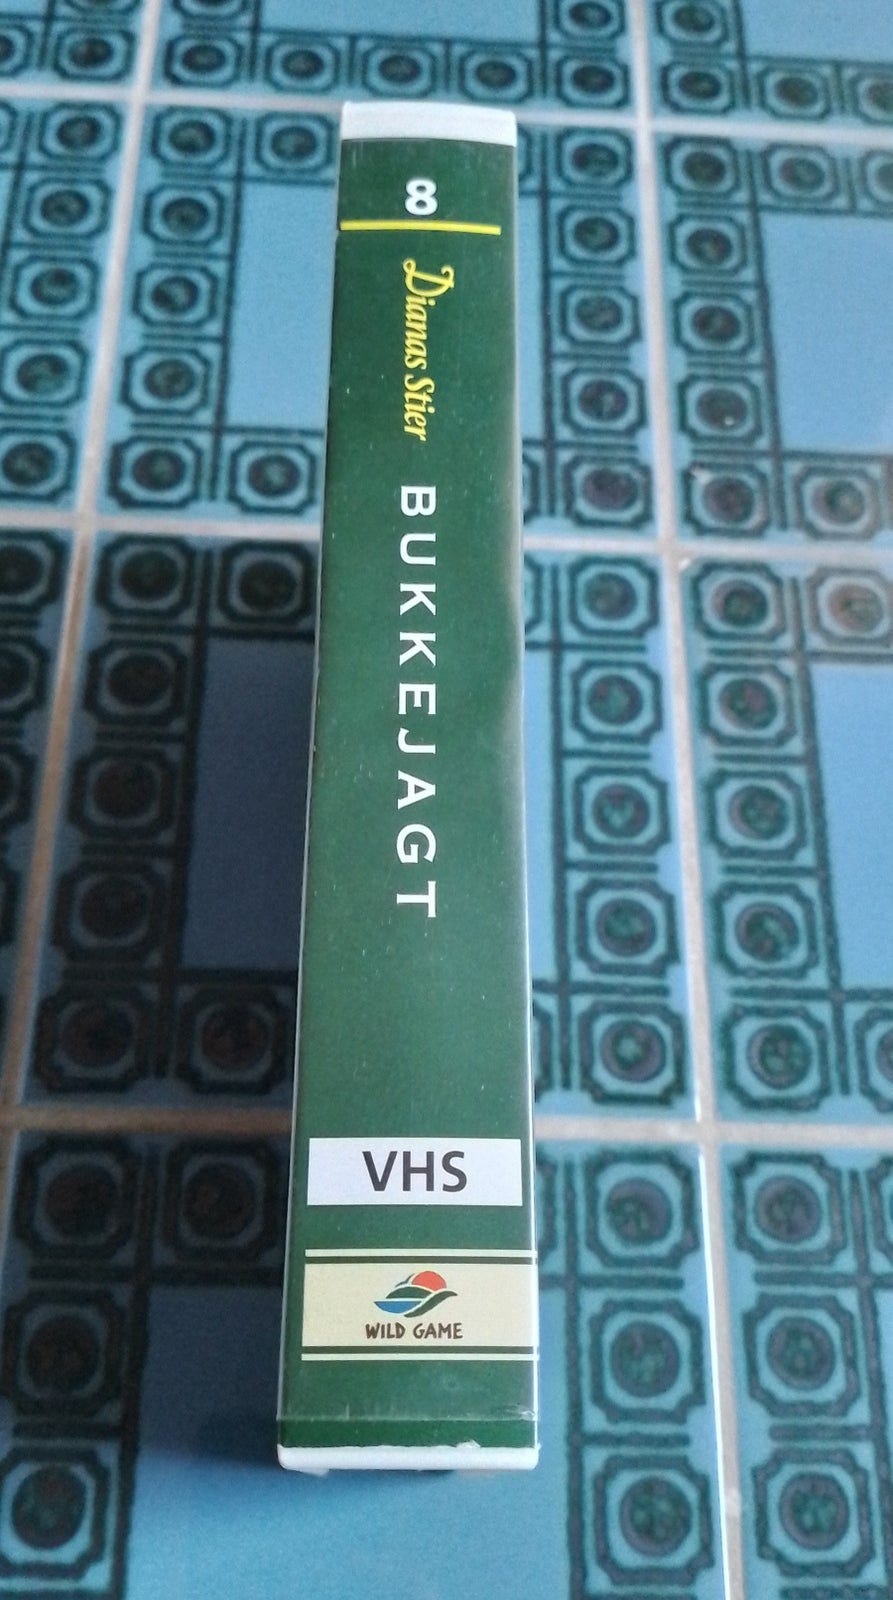 8
Dianas Stier
BUKKEJAGT
VHS
WILD GAME